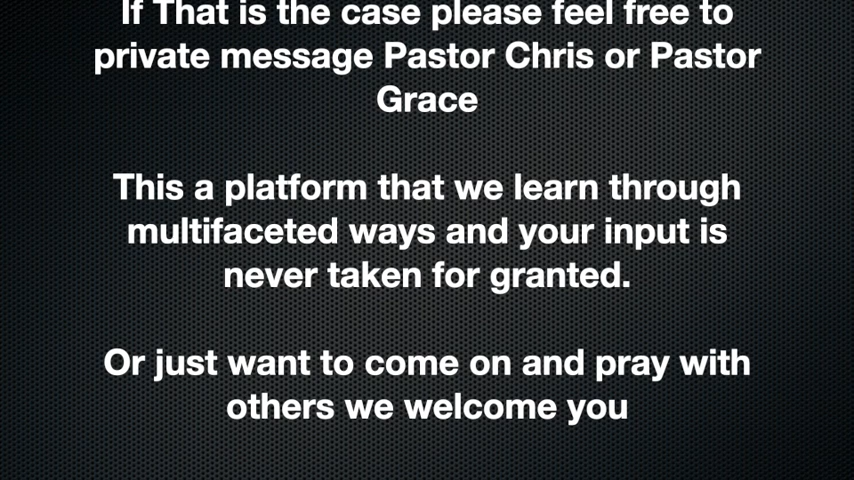 If That is the case please feel free to
private message Pastor Chris or Pastor
Grace
This a platform that we learn through
multifaceted ways and your input is
never taken for granted.
Or just want to come on and pray with
others we welcome you